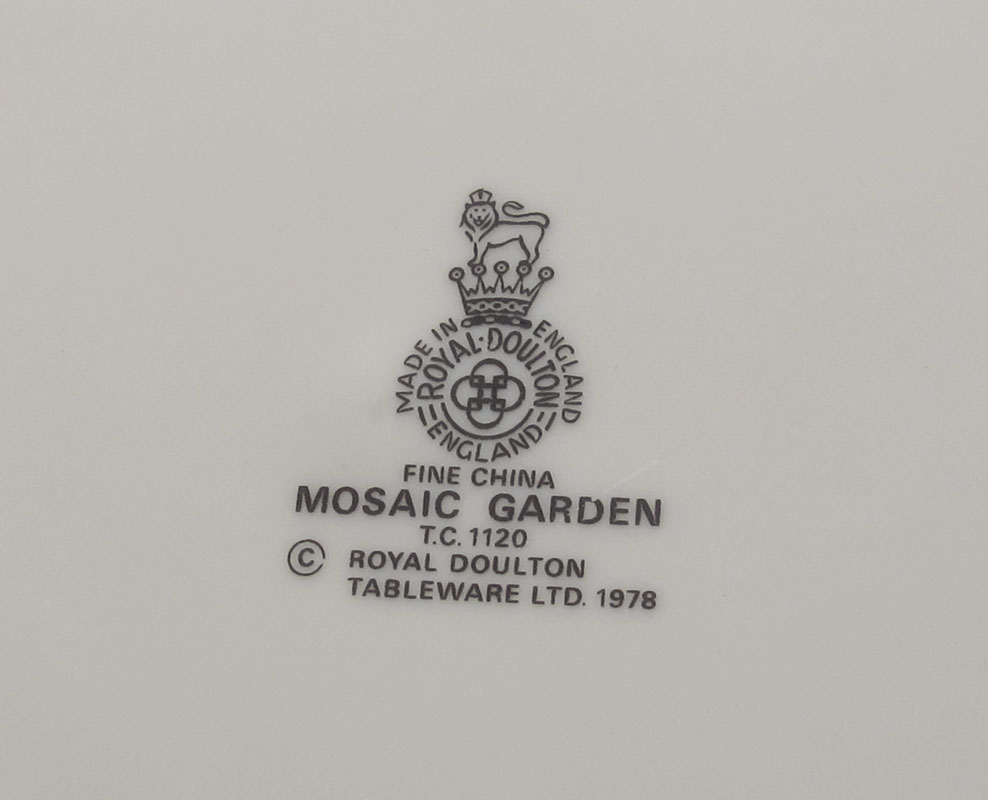 MADE IN ENGLAND
ROYAL·DOULTON
ENGLAND
FINE CHINA
MOSAIC GARDEN
T.C. 1120
© ROYAL DOULTON
TABLEWARE LTD. 1978